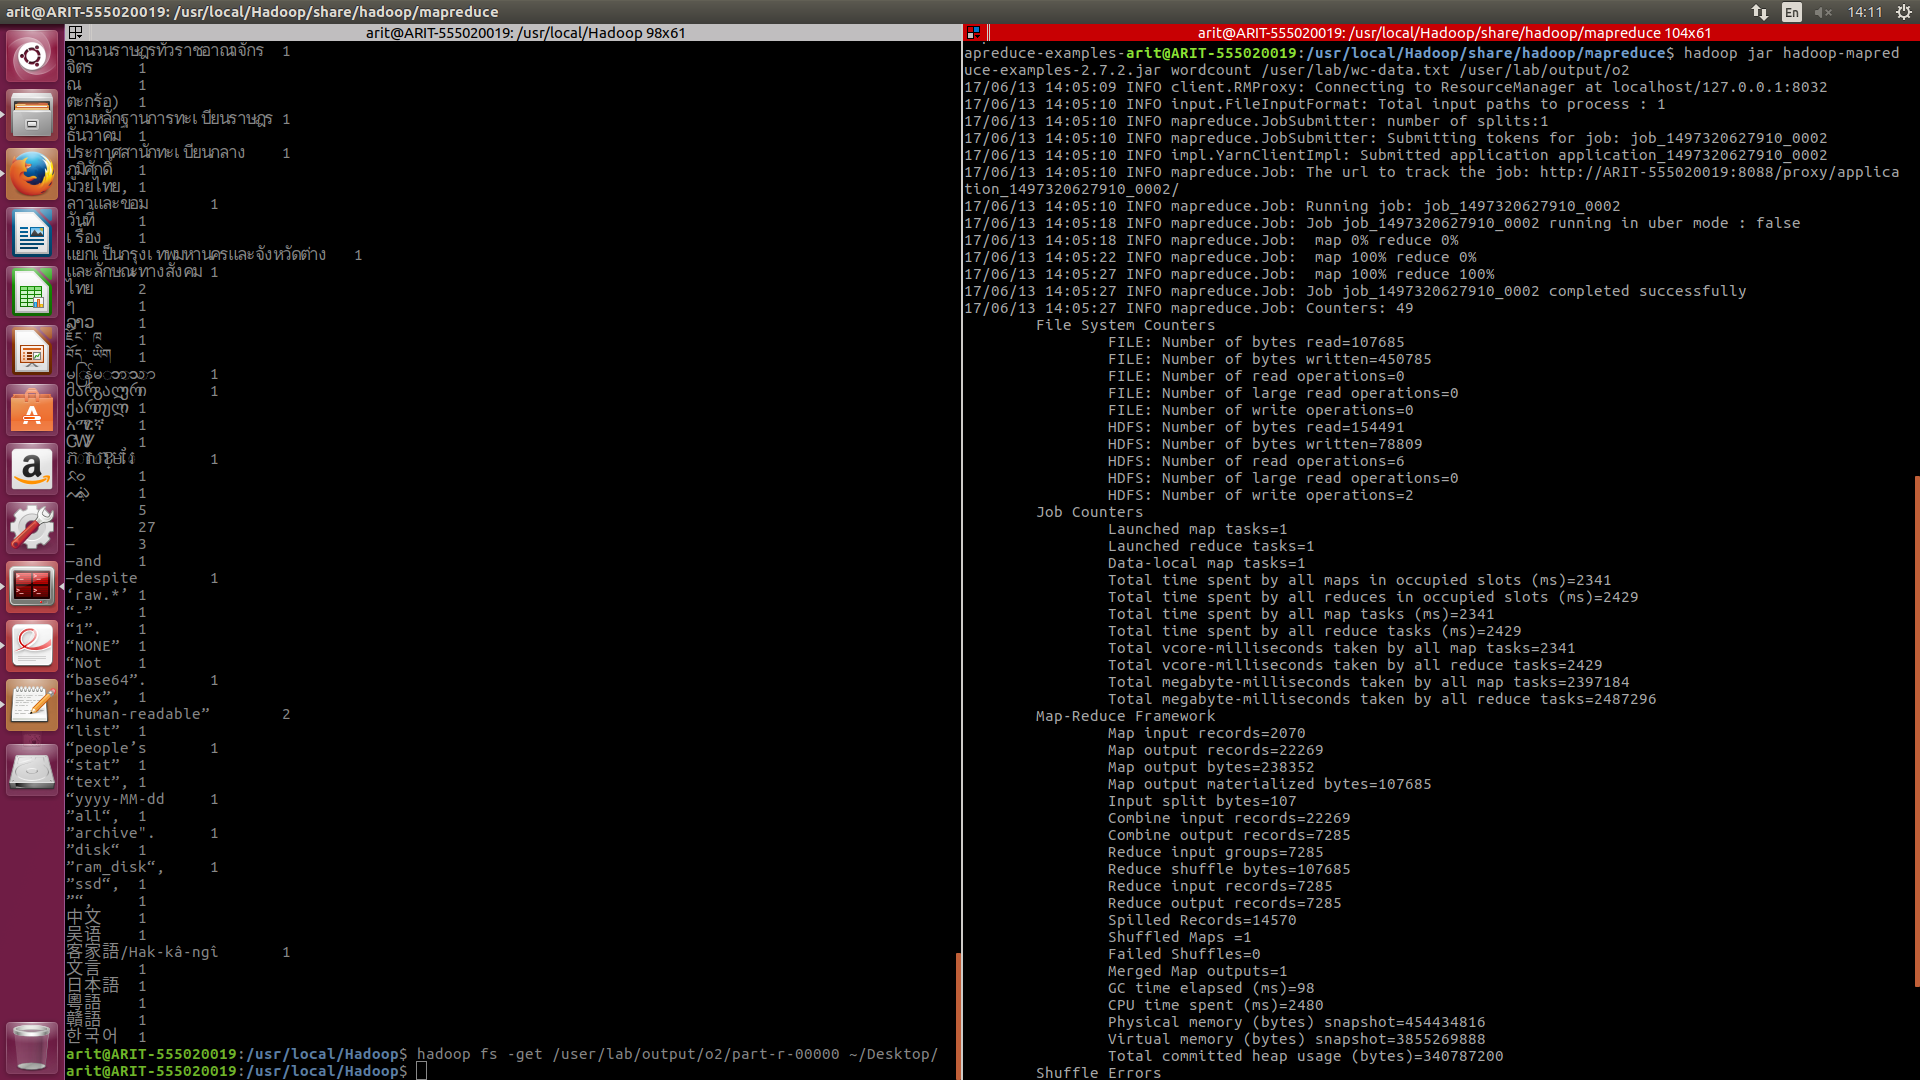 arit@ARIT-555020019: /usr/local/Hadoop/share/hadoop/mapreduce
En
14:11
arit@ARIT-555020019: /usr/local/Hadoop 98x61
จิตร 1
ณ 1
ตะกร้อ) 1
ตามหลักฐานการทะเบียนราษฎร 1
ธันวาคม 1
ประกาศสำนักทะเบียนกลาง 1
ภูมิศักดิ์ 1
มวยไทย, 1
ลาวและขอม 1
วันที่ 1
เรื่อง 1
แยกเป็นกรุงเทพมหานครและจังหวัดต่าง 1
และลักษณะทางสังคม 1
ไทย 2
ๆ 1
ລາວ 1
1
1
မြန်မာဘာသာ 1
მარგალური 1
ქართული 1
አማርኛ 1
ᏣᎳᎩ 1
ភាសាខ្មែរ 1
1
1
5
– 27
— 3
—and 1
—despite 1
‘raw.*’ 1
“-” 1
“1”. 1
“NONE” 1
“Not 1
“base64”. 1
“hex”, 1
“human-readable” 2
“list” 1
“people’s 1
“stat” 1
“text”, 1
“yyyy-MM-dd 1
”all“, 1
”archive". 1
”disk“ 1
”ram_disk“, 1
”ssd“, 1
”“, 1
中文 1
吴语 1
客家語/Hak-kâ-ngî 1
文言 1
日本語 1
粵語 1
贛語 1
한국어 1
arit@ARIT-555020019:/usr/local/Hadoop$ hadoop fs -get /user/lab/output/o2/part-r-00000 ~/Desktop/
arit@ARIT-555020019:/usr/local/Hadoop$
arit@ARIT-555020019: /usr/local/Hadoop/share/hadoop/mapreduce 104x61
apreduce-examples-arit@ARIT-555020019:/usr/local/Hadoop/share/hadoop/mapreduce$ hadoop jar hadoop-mapred
uce-examples-2.7.2.jar wordcount /user/lab/wc-data.txt /user/lab/output/o2
17/06/13 14:05:09 INFO client.RMProxy: Connecting to ResourceManager at localhost/127.0.0.1:8032
17/06/13 14:05:10 INFO input.FileInputFormat: Total input paths to process : 1
17/06/13 14:05:10 INFO mapreduce.JobSubmitter: number of splits:1
17/06/13 14:05:10 INFO mapreduce.JobSubmitter: Submitting tokens for job: job_1497320627910_0002
17/06/13 14:05:10 INFO impl.YarnClientImpl: Submitted application application_1497320627910_0002
17/06/13 14:05:10 INFO mapreduce.Job: The url to track the job: http://ARIT-555020019:8088/proxy/applica
tion_1497320627910_0002/
17/06/13 14:05:10 INFO mapreduce.Job: Running job: job_1497320627910_0002
17/06/13 14:05:18 INFO mapreduce.Job: Job job_1497320627910_0002 running in uber mode : false
17/06/13 14:05:18 INFO mapreduce.Job:  map 0% reduce 0%
17/06/13 14:05:22 INFO mapreduce.Job:  map 100% reduce 0%
17/06/13 14:05:27 INFO mapreduce.Job:  map 100% reduce 100%
17/06/13 14:05:27 INFO mapreduce.Job: Job job_1497320627910_0002 completed successfully
17/06/13 14:05:27 INFO mapreduce.Job: Counters: 49
File System Counters
FILE: Number of bytes read=107685
FILE: Number of bytes written=450785
FILE: Number of read operations=0
FILE: Number of large read operations=0
FILE: Number of write operations=0
HDFS: Number of bytes read=154491
HDFS: Number of bytes written=78809
HDFS: Number of read operations=6
HDFS: Number of large read operations=0
HDFS: Number of write operations=2
Job Counters
Launched map tasks=1
Launched reduce tasks=1
Data-local map tasks=1
Total time spent by all maps in occupied slots (ms)=2341
Total time spent by all reduces in occupied slots (ms)=2429
Total time spent by all map tasks (ms)=2341
Total time spent by all reduce tasks (ms)=2429
Total vcore-milliseconds taken by all map tasks=2341
Total vcore-milliseconds taken by all reduce tasks=2429
Total megabyte-milliseconds taken by all map tasks=2397184
Total megabyte-milliseconds taken by all reduce tasks=2487296
Map-Reduce Framework
Map input records=2070
Map output records=22269
Map output bytes=238352
Map output materialized bytes=107685
Input split bytes=107
Combine input records=22269
Combine output records=7285
Reduce input groups=7285
Reduce shuffle bytes=107685
Reduce input records=7285
Reduce output records=7285
Spilled Records=14570
Shuffled Maps =1
Failed Shuffles=0
Merged Map outputs=1
GC time elapsed (ms)=98
CPU time spent (ms)=2480
Physical memory (bytes) snapshot=454434816
Virtual memory (bytes) snapshot=3855269888
Total committed heap usage (bytes)=340787200
Shuffle Errors